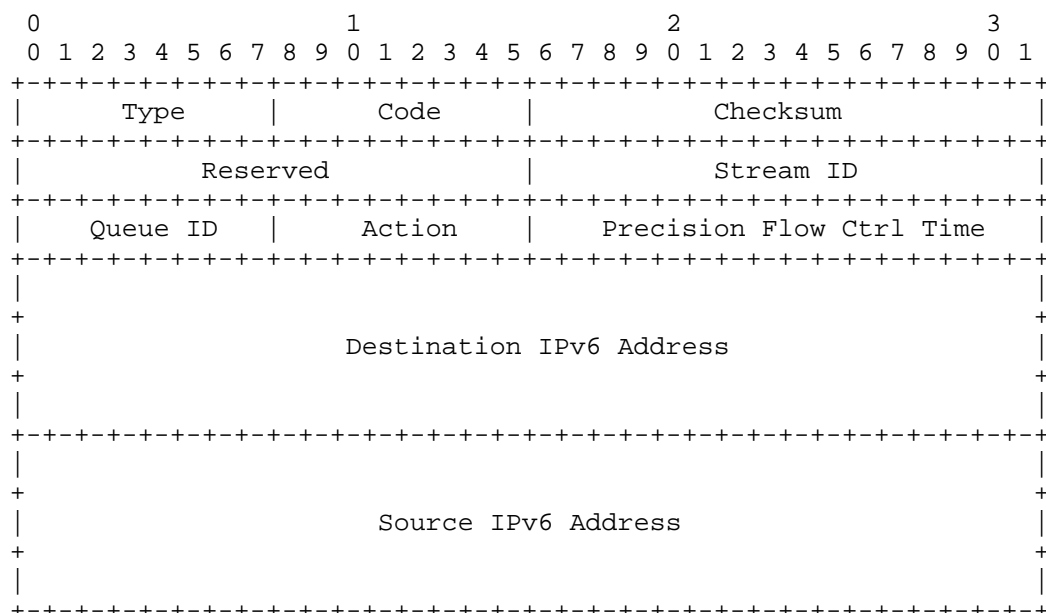 0                   1                   2                   3
 0 1 2 3 4 5 6 7 8 9 0 1 2 3 4 5 6 7 8 9 0 1 2 3 4 5 6 7 8 9 0 1
+-+-+-+-+-+-+-+-+-+-+-+-+-+-+-+-+-+-+-+-+-+-+-+-+-+-+-+-+-+-+-+-+
|      Type     |      Code     |           Checksum            |
+-+-+-+-+-+-+-+-+-+-+-+-+-+-+-+-+-+-+-+-+-+-+-+-+-+-+-+-+-+-+-+-+
|           Reserved            |           Stream ID           |
+-+-+-+-+-+-+-+-+-+-+-+-+-+-+-+-+-+-+-+-+-+-+-+-+-+-+-+-+-+-+-+-+
|    Queue ID   |     Action    |    Precision Flow Ctrl Time   |
+-+-+-+-+-+-+-+-+-+-+-+-+-+-+-+-+-+-+-+-+-+-+-+-+-+-+-+-+-+-+-+-+
|                                                               |
+                                                               +
|                    Destination IPv6 Address                   |
+                                                               +
|                                                               |
+-+-+-+-+-+-+-+-+-+-+-+-+-+-+-+-+-+-+-+-+-+-+-+-+-+-+-+-+-+-+-+-+
|                                                               |
+                                                               +
|                      Source IPv6 Address                      |
+                                                               +
|                                                               |
+-+-+-+-+-+-+-+-+-+-+-+-+-+-+-+-+-+-+-+-+-+-+-+-+-+-+-+-+-+-+-+-+